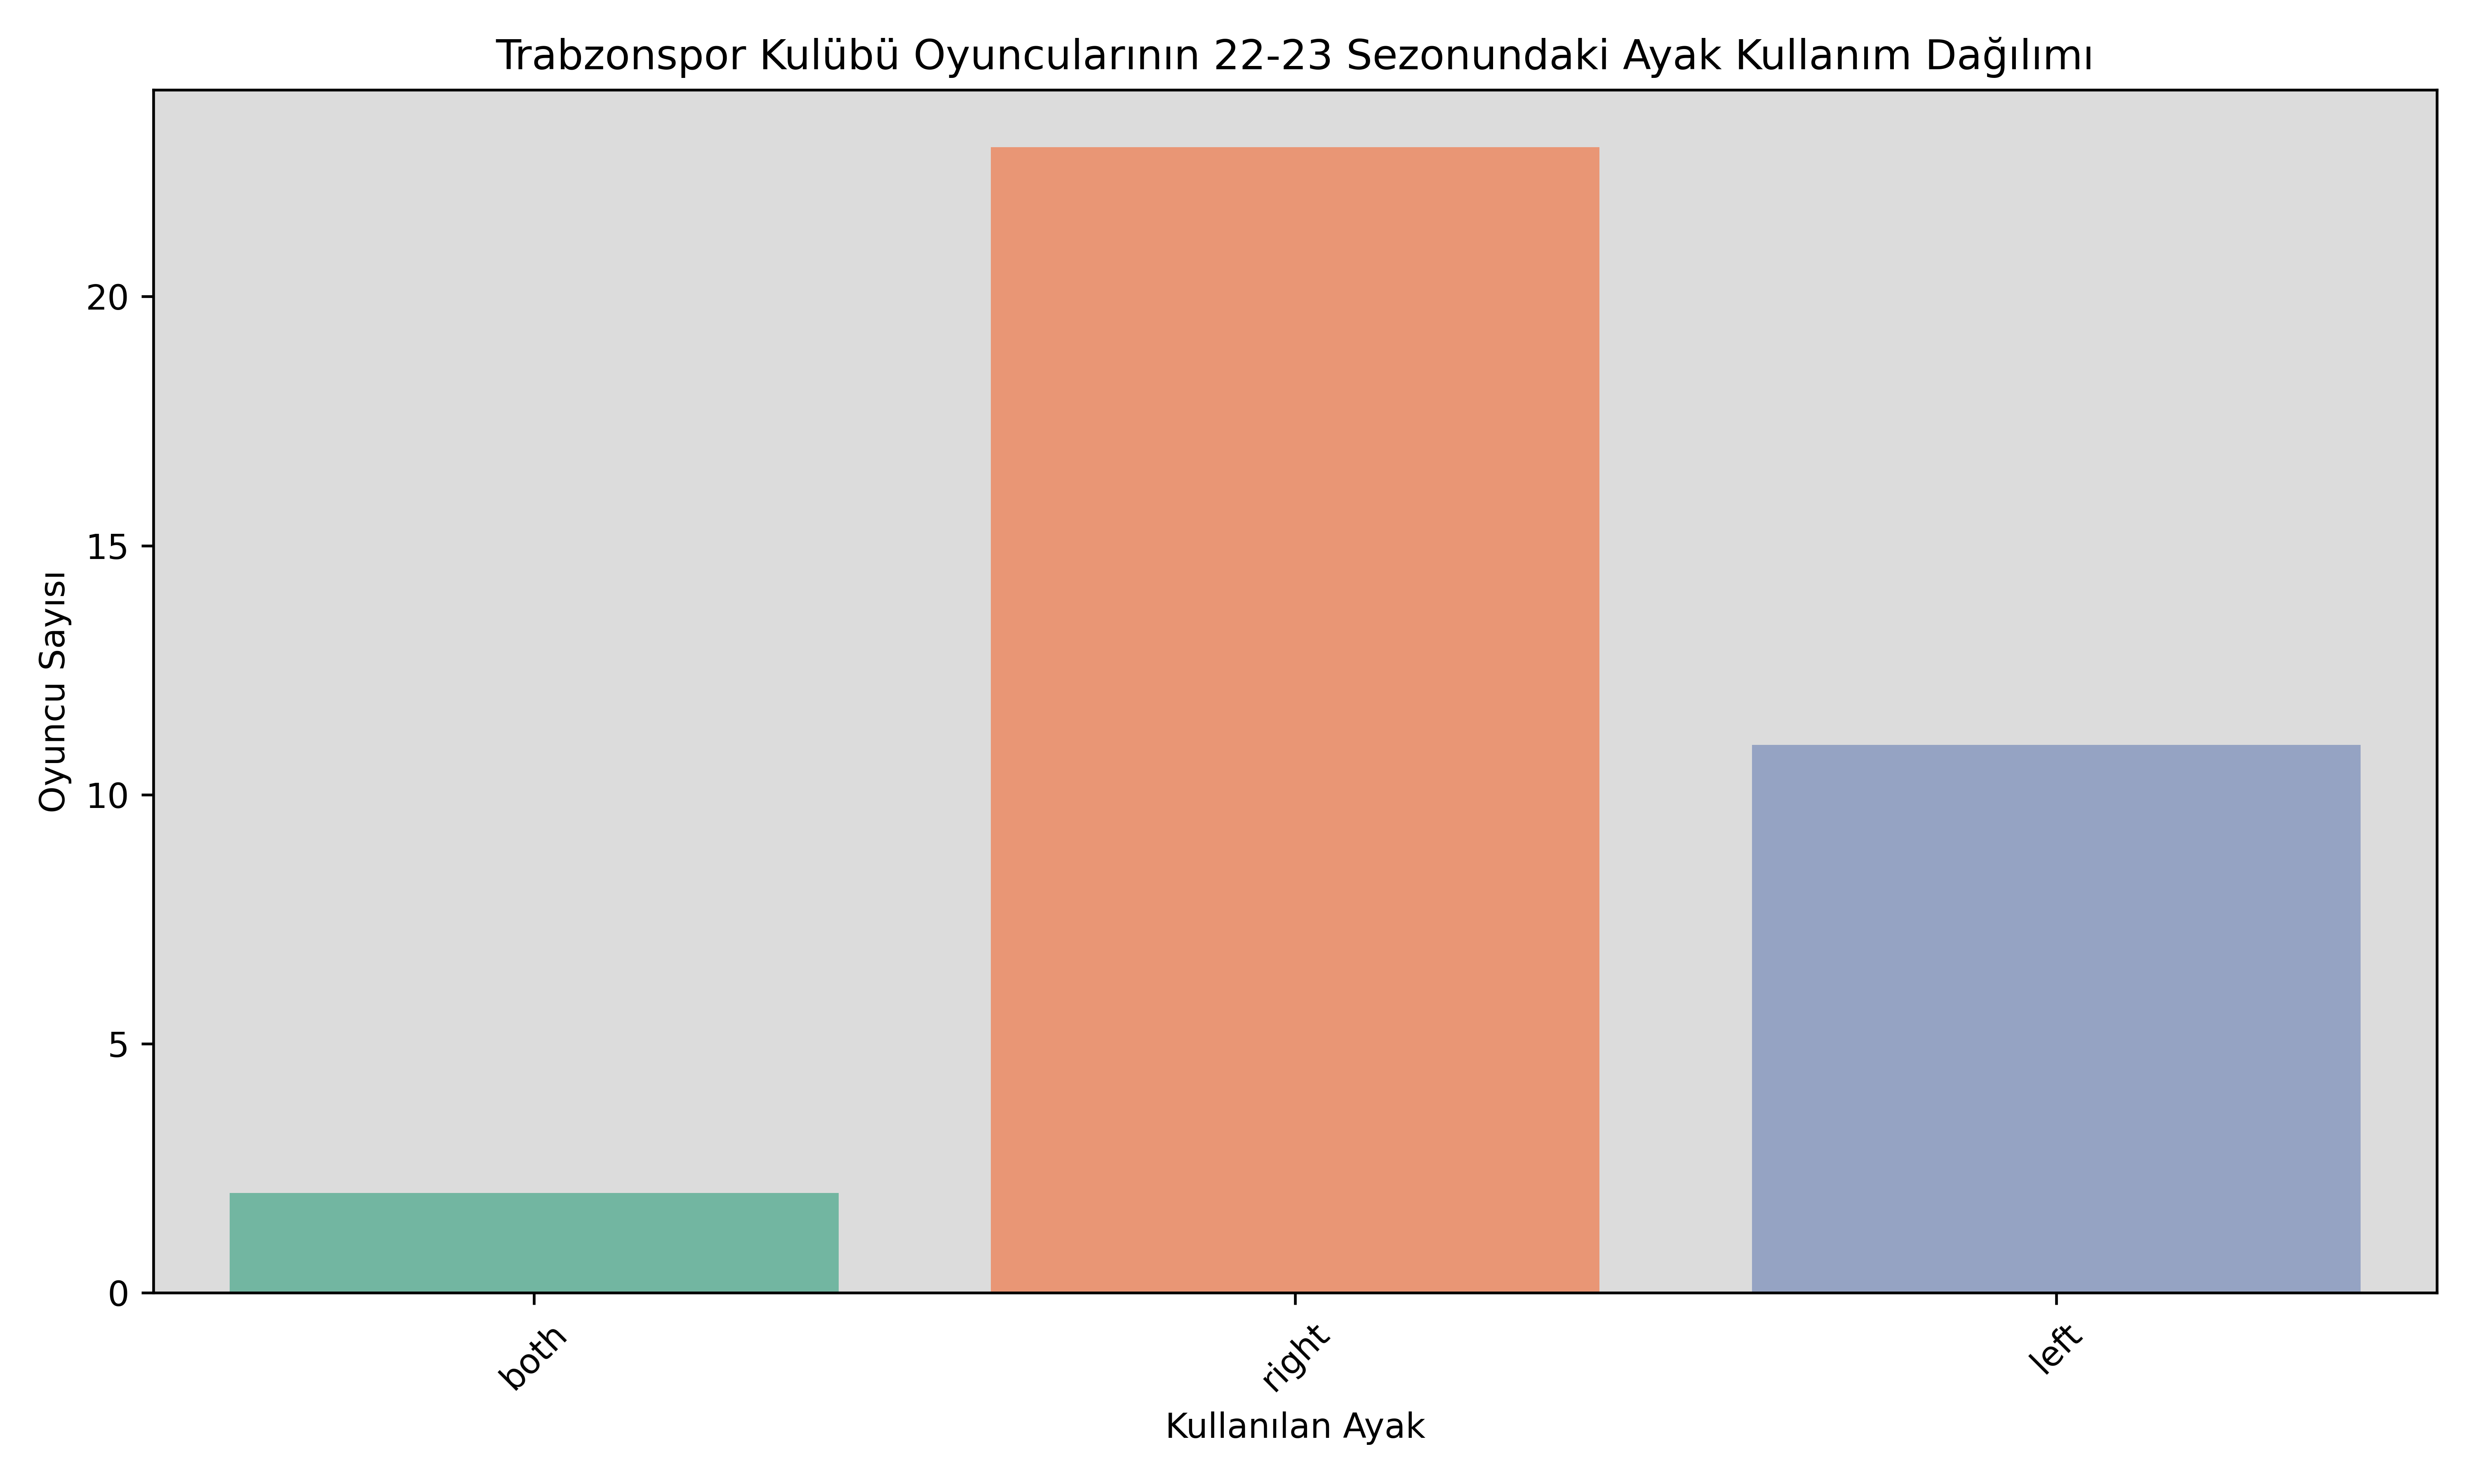 Trabzonspor Kulübü Oyuncularının 22-23 Sezonundaki Ayak Kullanım Dağılımı
Oyuncu Sayısı
20
15
10
5
0
both
right
left
Kullanılan Ayak